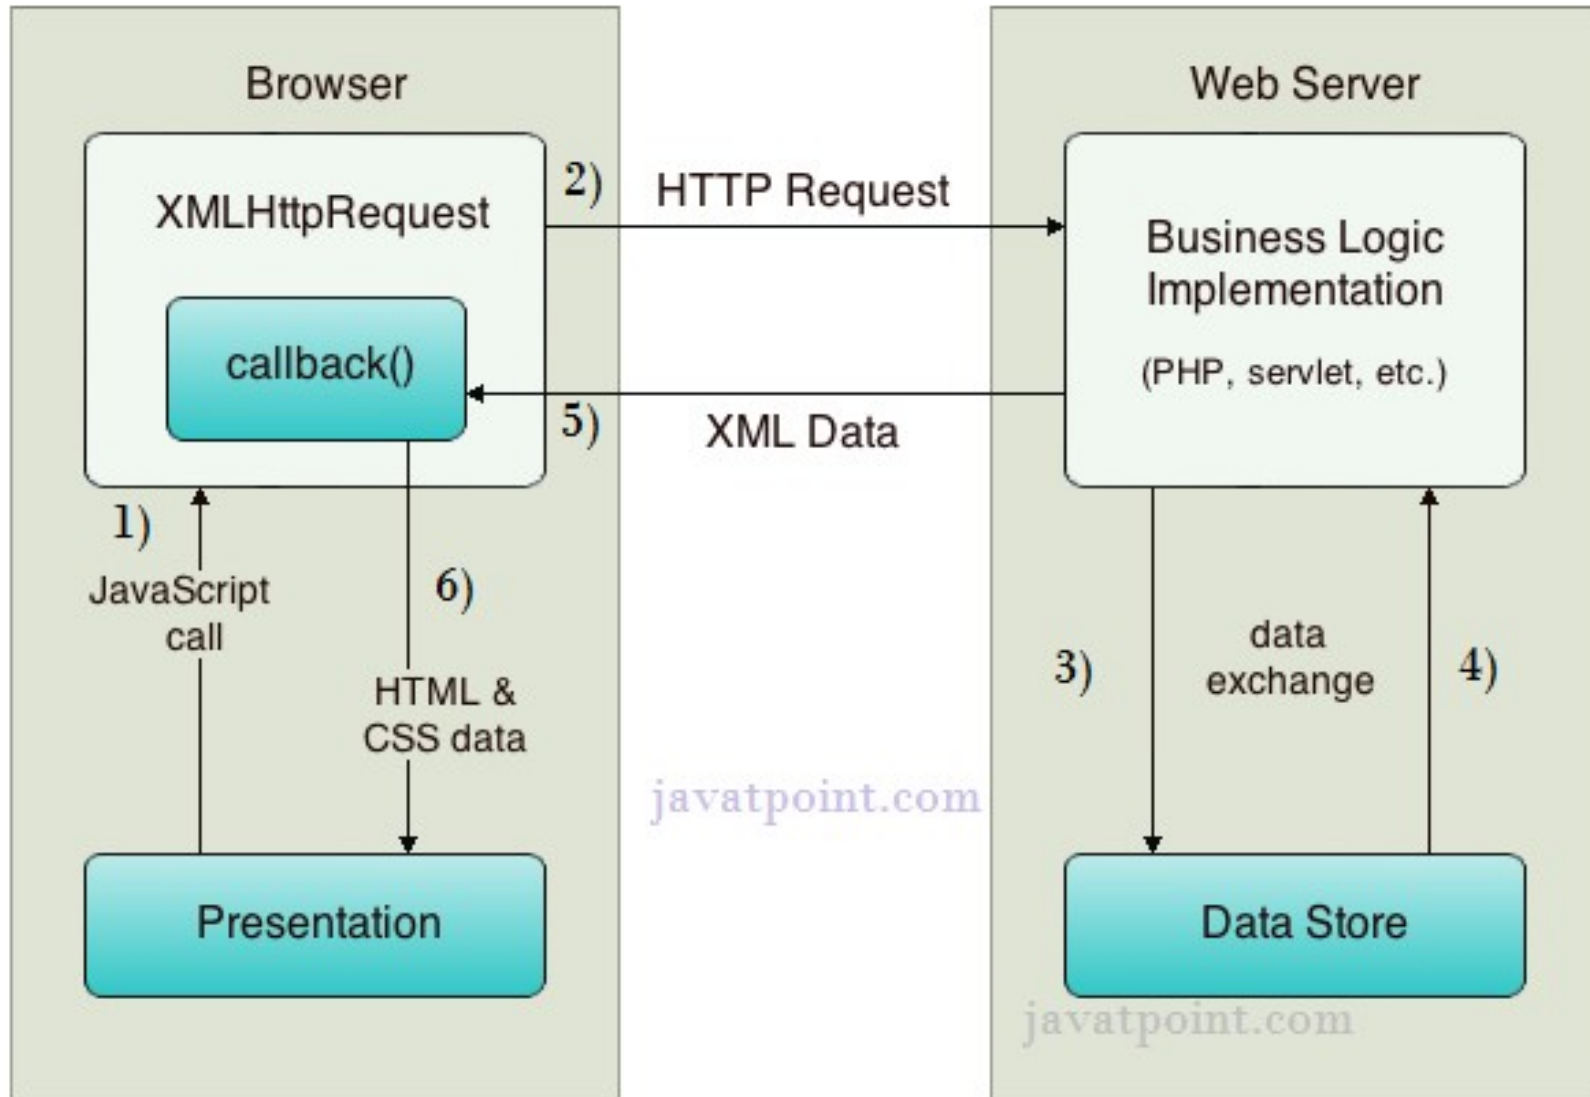 Browser
XMLHttpRequest
callback()
1)
JavaScript
call
6)
HTML &
CSS data
Presentation
2)
HTTP Request
5)
XML Data
javatpoint.com
Web Server
Business Logic
Implementation
(PHP, servlet, etc.)
3)
data
exchange
4)
Data Store
javatpoint.com